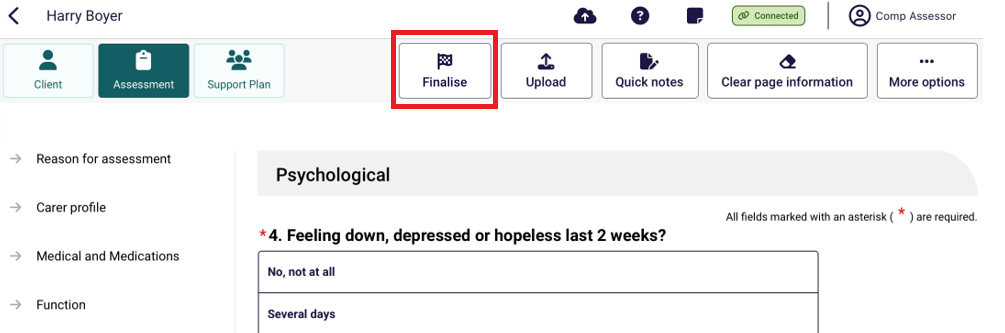 Harry Boyer
Connected
Comp Assessor
Client
Assessment
Support Plan
Finalise
Upload
Quick notes
Clear page information
More options
Reason for assessment
Carer profile
Medical and Medications
Function
Psychological
All fields marked with an asterisk ( * ) are required.
*4. Feeling down, depressed or hopeless last 2 weeks?
No, not at all
Several days